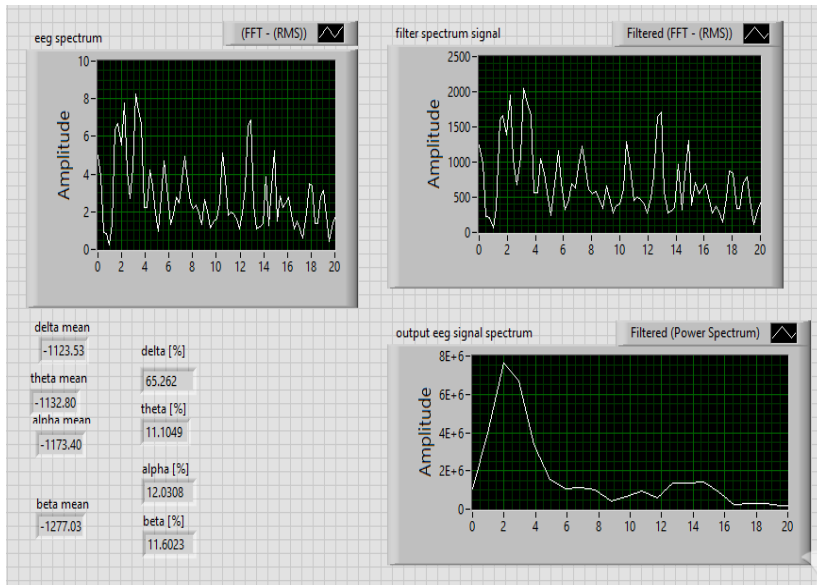 eeg spectrum
(FFT - (RMS))
Amplitude
10
8
6
4
2
0
0 2 4 6 8 10 12 14 16 18 20
filter spectrum signal
Filtered (FFT - (RMS))
Amplitude
2500
2000
1500
1000
500
0
0 2 4 6 8 10 12 14 16 18 20
delta mean
-1123.53
theta mean
-1132.80
alpha mean
-1173.40
beta mean
-1277.03
delta [%]
65.262
theta [%]
11.1049
alpha [%]
12.0308
beta [%]
11.6023
output eeg signal spectrum
Filtered (Power Spectrum)
Amplitude
8E+6
6E+6
4E+6
2E+6
0
0 2 4 6 8 10 12 14 16 18 20